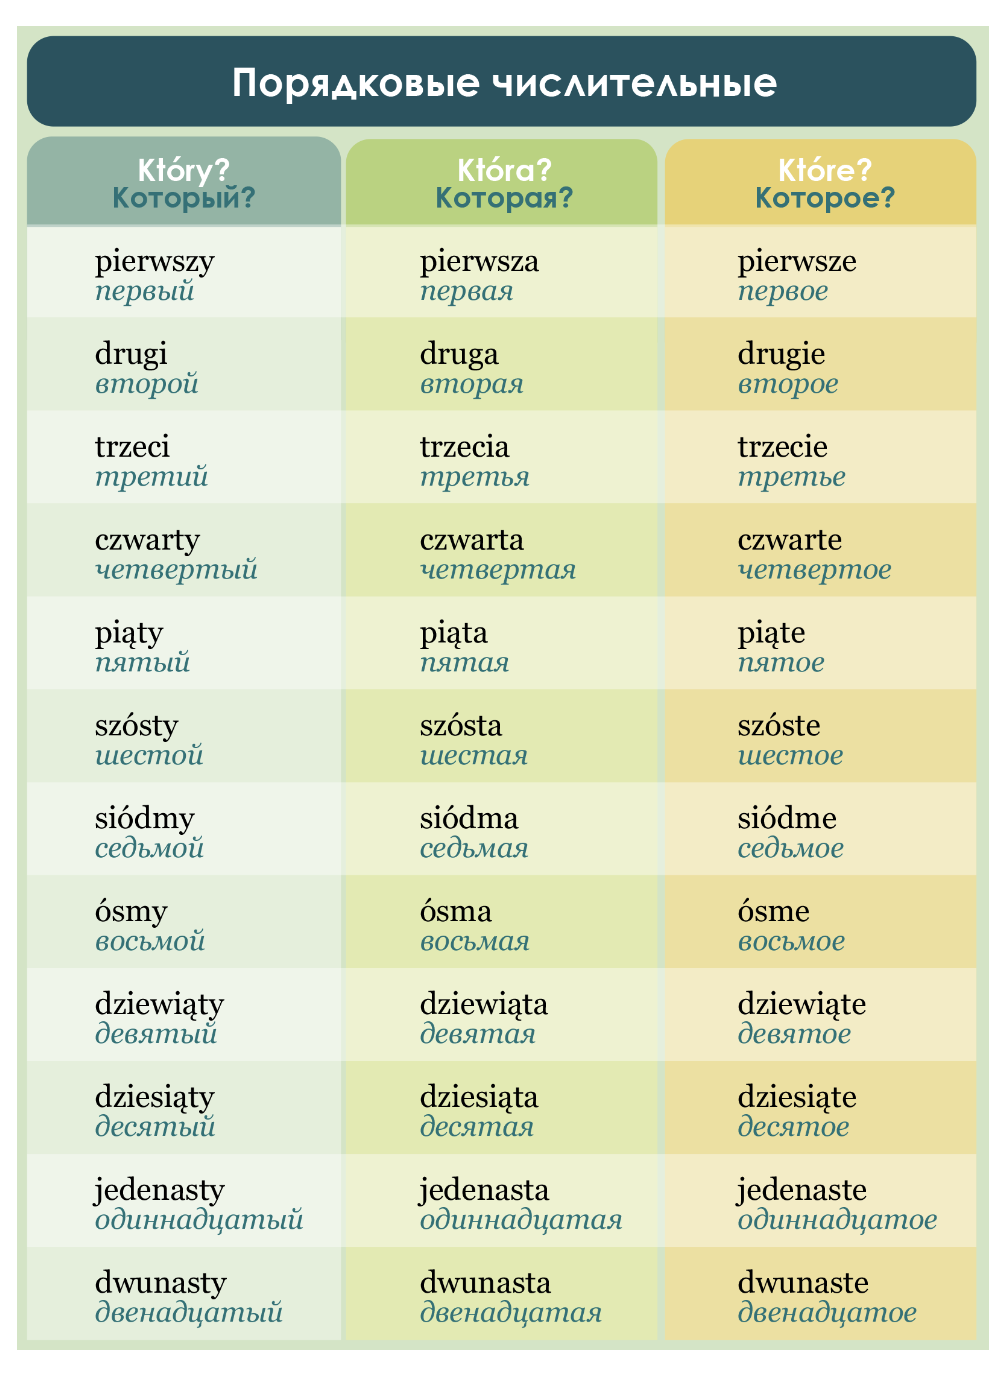 Порядковые числительные
Który?
Который?
Która?
Которая?
Które?
Которое?
pierwszy
первый
pierwsza
первая
pierwsze
первое
drugi
второй
druga
вторая
drugie
второе
trzeci
третий
trzecia
третья
trzecie
третье
czwarty
четвертый
czwarta
четвертая
czwarte
четвертое
piąty
пятый
piąta
пятая
piąte
пятое
szósty
шестой
szósta
шестая
szóste
шестое
siódmy
седьмой
siódma
седьмая
siódme
седьмое
ósmy
восьмой
ósma
восьмая
ósme
восьмое
dziewiąty
девятый
dziewiąta
девятая
dziewiąte
девятое
dziesiąty
десятый
dziesiąta
десятая
dziesiąte
десятое
jedenasty
одиннадцатый
jedenasta
одиннадцатая
jedenaste
одиннадцатое
dwunasty
двенадцатый
dwunasta
двенадцатая
dwunaste
двенадцатое